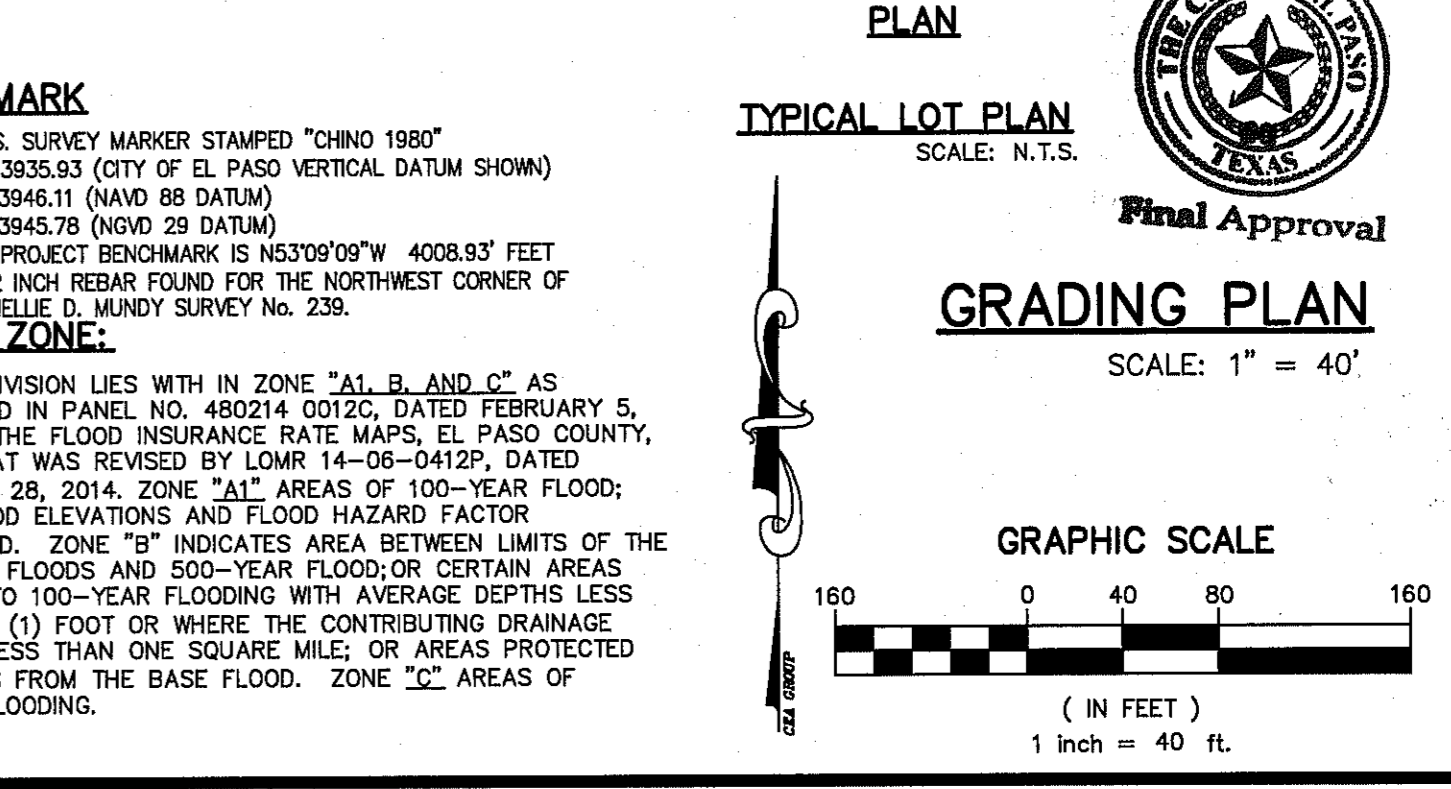 MARK
S. SURVEY MARKER STAMPED "CHINO 1980"
3935.93 (CITY OF EL PASO VERTICAL DATUM SHOWN)
3946.11 (NAVD 88 DATUM)
3945.78 (NGVD 29 DATUM)
PROJECT BENCHMARK IS N53°09'09"W 4008.93' FEET
INCH REBAR FOUND FOR THE NORTHWEST CORNER OF
ELLIE D. MUNDY SURVEY No. 239.
ZONE:
IVISION LIES WITH IN ZONE "A1, B, AND C" AS
D IN PANEL NO. 480214 0012C, DATED FEBRUARY 5,
THE FLOOD INSURANCE RATE MAPS, EL PASO COUNTY,
AT WAS REVISED BY LOMR 14-06-0412P, DATED
28, 2014. ZONE "A1" AREAS OF 100-YEAR FLOOD;
OD ELEVATIONS AND FLOOD HAZARD FACTOR
D. ZONE "B" INDICATES AREA BETWEEN LIMITS OF THE
FLOODS AND 500-YEAR FLOOD;OR CERTAIN AREAS
TO 100-YEAR FLOODING WITH AVERAGE DEPTHS LESS
(1) FOOT OR WHERE THE CONTRIBUTING DRAINAGE
ESS THAN ONE SQUARE MILE; OR AREAS PROTECTED
FROM THE BASE FLOOD. ZONE "C" AREAS OF
LOODING.
PLAN
TYPICAL LOT PLAN
SCALE: N.T.S.
THE C
PASO
TEXAS
Final Approval
GRADING PLAN
SCALE: 1" = 40'
CEA GROUP
GRAPHIC SCALE
160 0 40 80 160
( IN FEET )
1 inch = 40 ft.